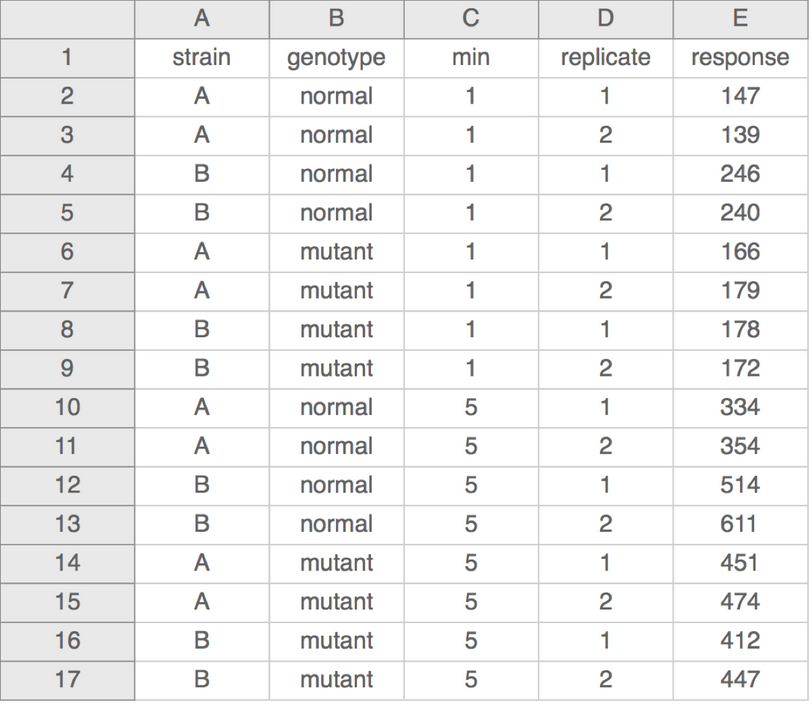 A B C D E
1 strain genotype min replicate response
2 A normal 1 1 147
3 A normal 1 2 139
4 B normal 1 1 246
5 B normal 1 2 240
6 A mutant 1 1 166
7 A mutant 1 2 179
8 B mutant 1 1 178
9 B mutant 1 2 172
10 A normal 5 1 334
11 A normal 5 2 354
12 B normal 5 1 514
13 B normal 5 2 611
14 A mutant 5 1 451
15 A mutant 5 2 474
16 B mutant 5 1 412
17 B mutant 5 2 447